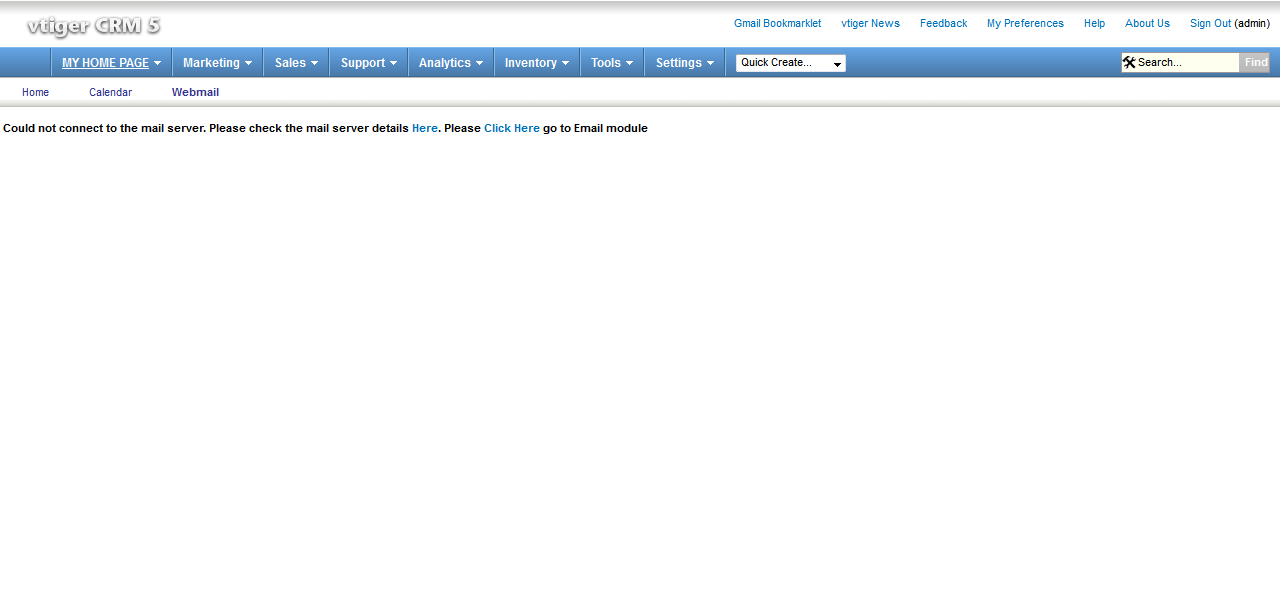 vtiger CRM 5
Gmail Bookmarklet vtiger News Feedback My Preferences Help About Us Sign Out (admin)
MY HOME PAGE Marketing Sales Support Analytics Inventory Tools Settings Quick Create... Search... Find
Home Calendar Webmail
Could not connect to the mail server. Please check the mail server details Here. Please Click Here go to Email module